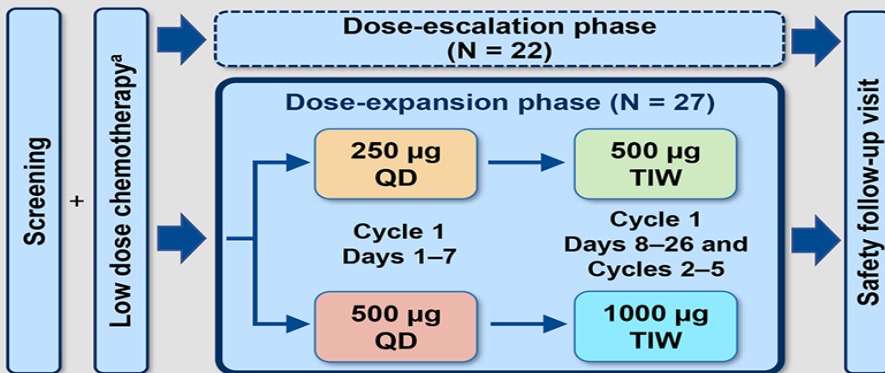 Screening
+
Low dose chemotherapyᵃ
Dose-escalation phase
(N = 22)
Dose-expansion phase (N = 27)
250 µg
QD
500 µg
TIW
Cycle 1
Days 1–7
Cycle 1
Days 8–26 and
Cycles 2–5
500 µg
QD
1000 µg
TIW
Safety follow-up visit